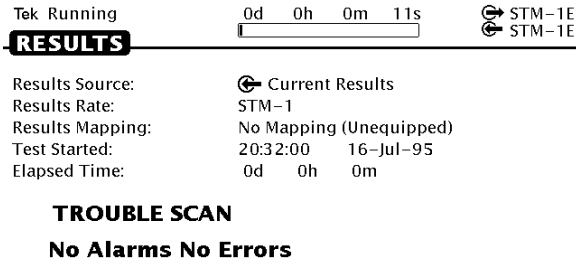 Tek Running 0d 0h 0m 11s STM-1E
STM-1E
RESULTS
Results Source: Current Results
Results Rate: STM-1
Results Mapping: No Mapping (Unequipped)
Test Started: 20:32:00 16-Jul-95
Elapsed Time: 0d 0h 0m
TROUBLE SCAN
No Alarms No Errors